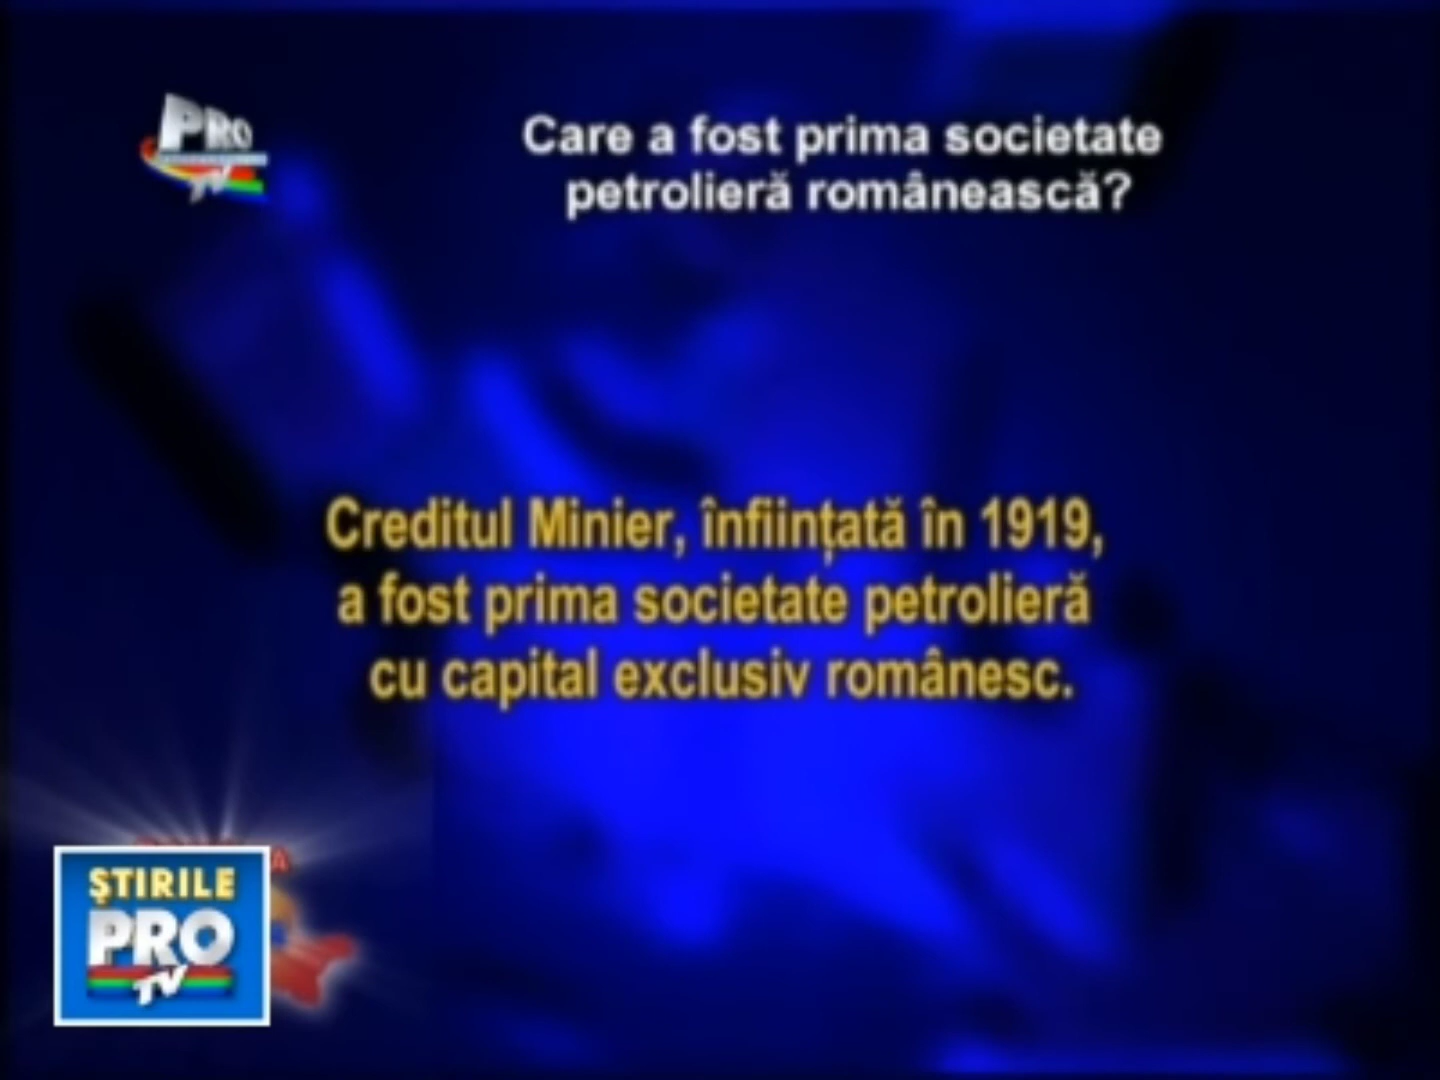 PRO
TV
Care a fost prima societate
petrolieră românească?
Creditul Minier, înființată în 1919,
a fost prima societate petrolieră
cu capital exclusiv românesc.
ȘTIRILE
PRO
TV